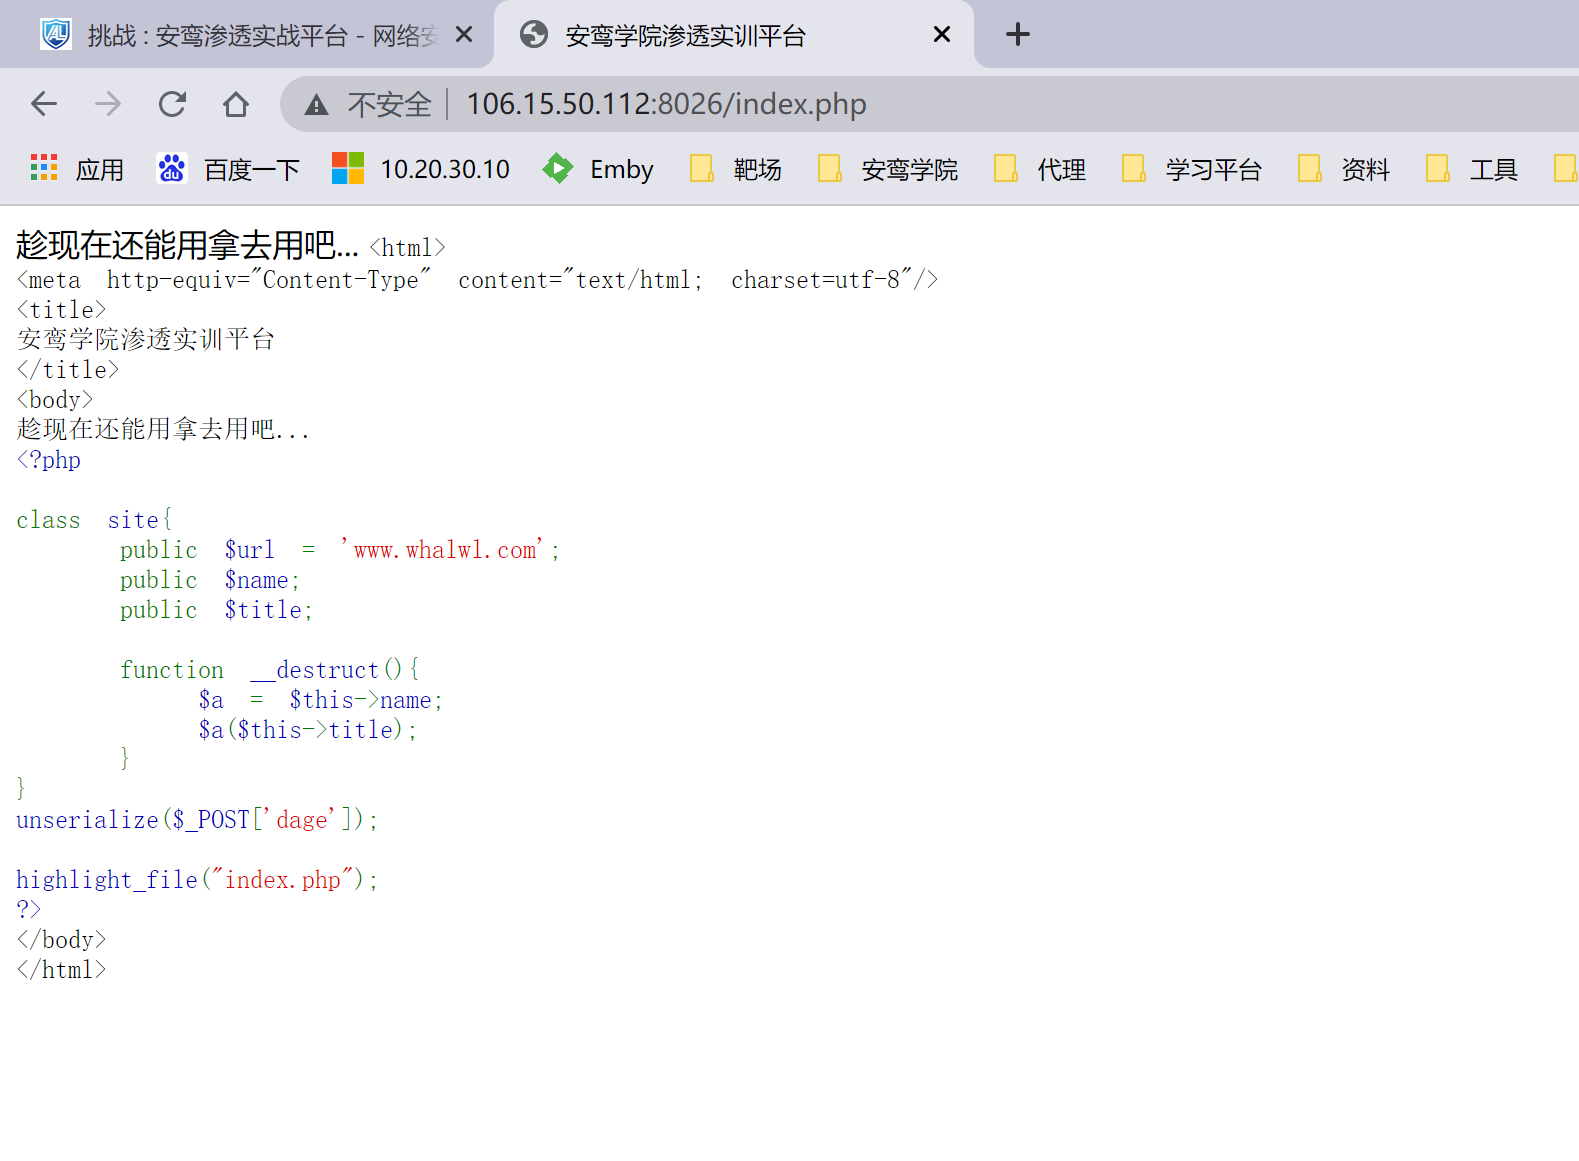 挑战 : 安鸾渗透实战平台 - 网络安
安鸾学院渗透实训平台
不安全 106.15.50.112:8026/index.php
应用 百度一下 10.20.30.10 Emby 靶场 安鸾学院 代理 学习平台 资料 工具
趁现在还能用拿去用吧... <html>
<meta http-equiv="Content-Type" content="text/html; charset=utf-8"/>
<title>
安鸾学院渗透实训平台
</title>
<body>
趁现在还能用拿去用吧...
<?php
class site{
public $url = 'www.whalwl.com';
public $name;
public $title;
function __destruct(){
$a = $this->name;
$a($this->title);
}
}
unserialize($_POST['dage']);
highlight_file("index.php");
?>
</body>
</html>